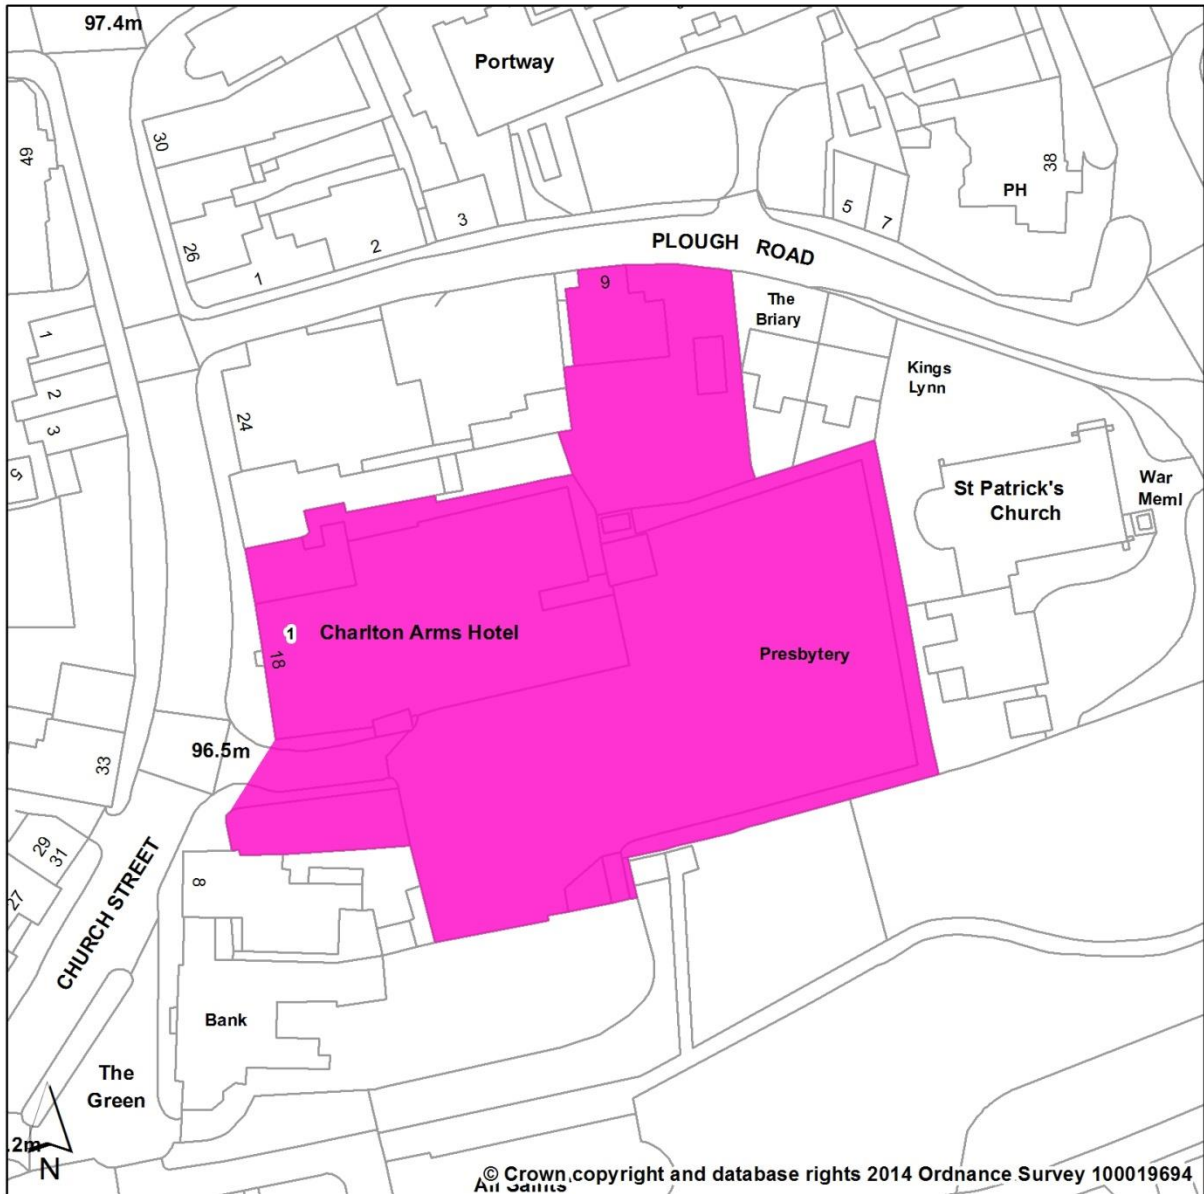 97.4m
Portway
49
30
38
PH
5
7
3
26
2
1
PLOUGH ROAD
9
The
Briary
1
Kings
Lynn
2
24
3
5
St Patrick's
Church
War
Meml
1
Charlton Arms Hotel
18
Presbytery
96.5m
33
29
31
27
CHURCH STREET
8
Bank
The
Green
.2m
N
© Crown copyright and database rights 2014 Ordnance Survey 100019694
All Saints'